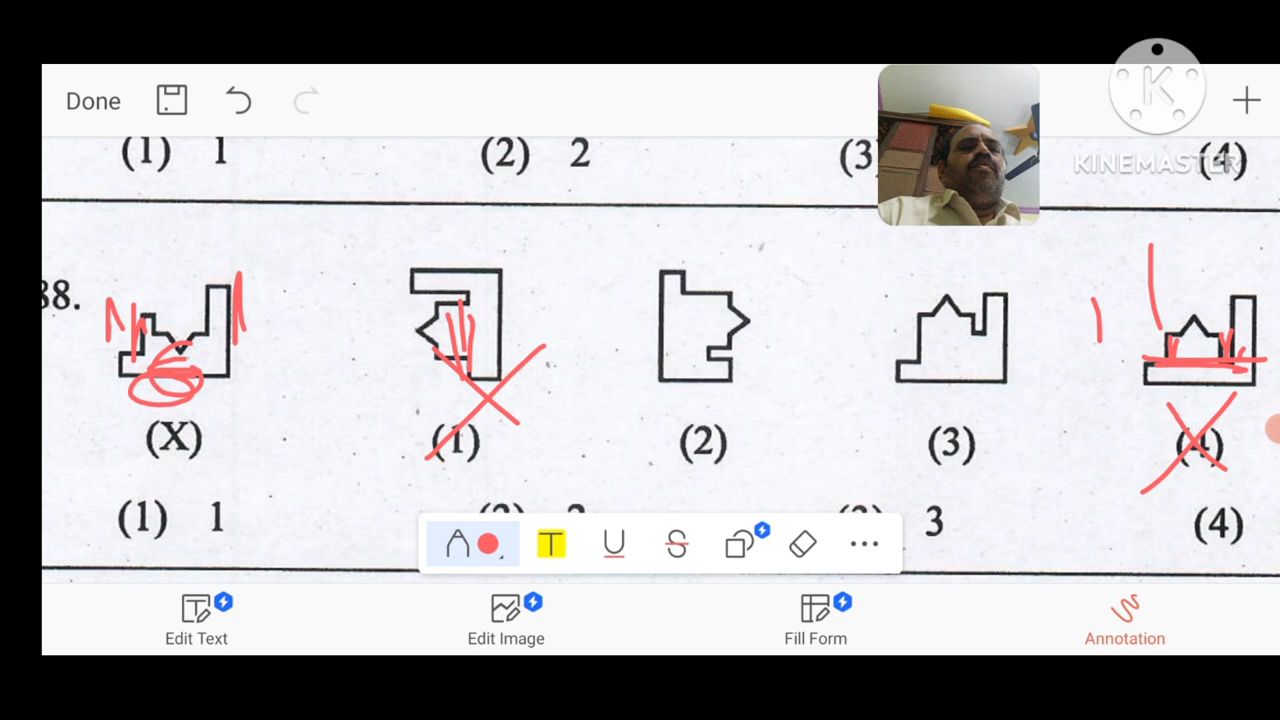 Done
(1) 1 (2) 2 (3) (4)
KINEMASTER
88.
(X) (1) (2) (3) (4)
(1) 1 3 (4)
T U S
Edit Text Edit Image Fill Form Annotation